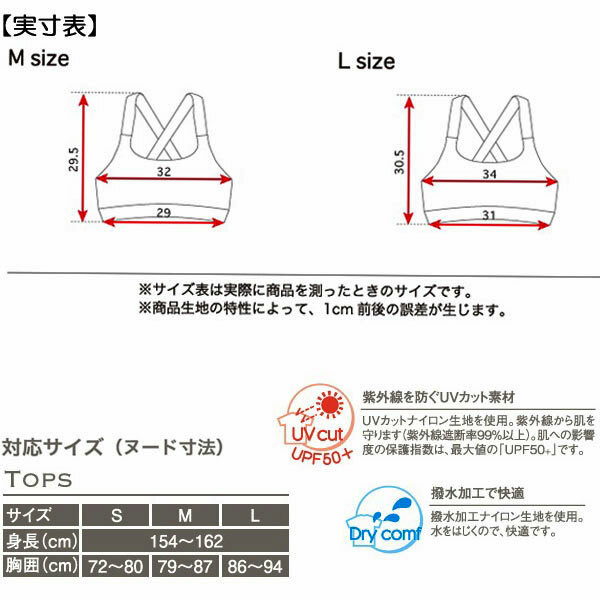 【実寸表】
M size
L size
29.5
32
29
30.5
34
31
※サイズ表は実際に商品を測ったときのサイズです。
※商品生地の特性によって、1cm 前後の誤差が生じます。
UV cut
UPF50+
紫外線を防ぐUVカット素材
UVカットナイロン生地を使用。紫外線から肌を
守ります(紫外線遮断率99%以上)。肌への影響
度の保護指数は、最大値の「UPF50+」です。
Dry comf
撥水加工で快適
撥水加工ナイロン生地を使用。
水をはじくので、快適です。
対応サイズ（ヌード寸法）
TOPS
サイズ S M L
身長(cm) 154〜162
胸囲(cm) 72〜80 79〜87 86〜94